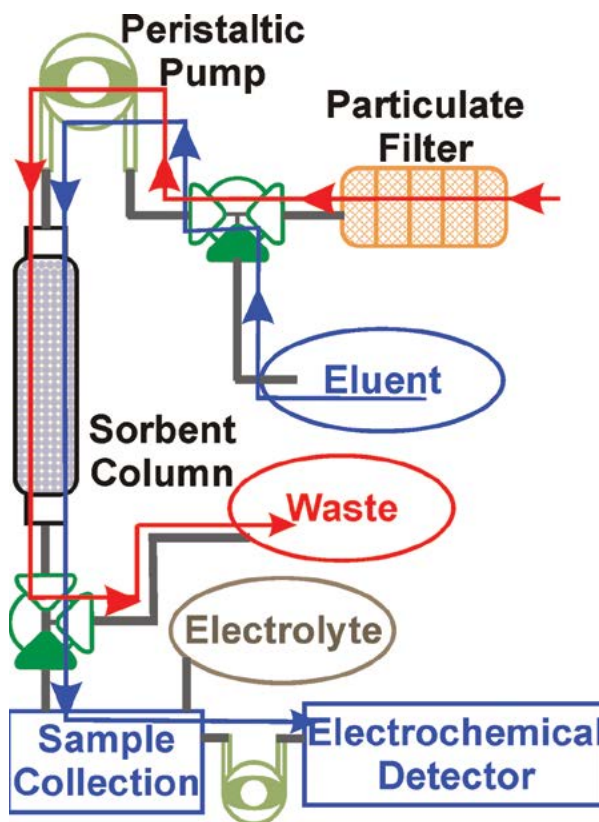 Peristaltic
Pump
Particulate
Filter
Eluent
Sorbent
Column
Waste
Electrolyte
Sample
Collection
Electrochemical
Detector